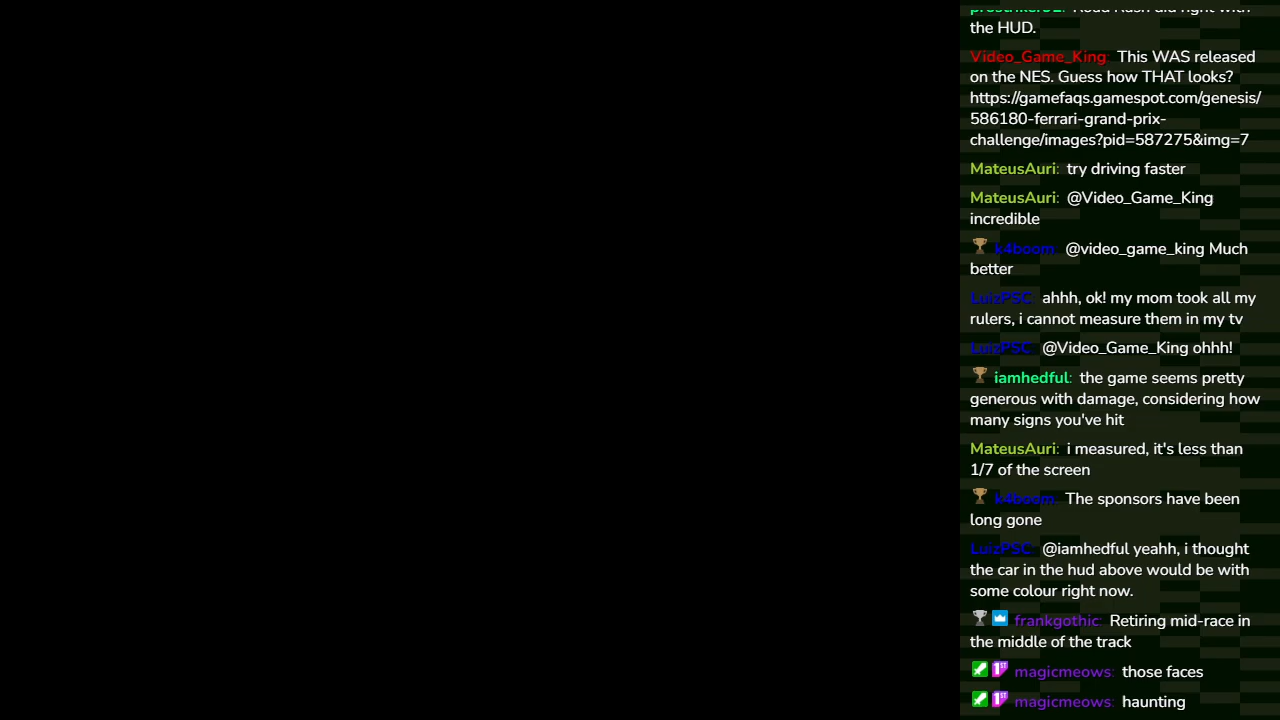 the HUD.
Video_Game_King: This WAS released
on the NES. Guess how THAT looks?
https://gamefaqs.gamespot.com/genesis/
586180-ferrari-grand-prix-
challenge/images?pid=587275&img=7
MateusAuri: try driving faster
MateusAuri: @Video_Game_King
incredible
k4boom: @video_game_king Much
better
LuizPSC: ahhh, ok! my mom took all my
rulers, i cannot measure them in my tv
LuizPSC: @Video_Game_King ohhh!
iamhedful: the game seems pretty
generous with damage, considering how
many signs you've hit
MateusAuri: i measured, it's less than
1/7 of the screen
k4boom: The sponsors have been
long gone
LuizPSC: @iamhedful yeahh, i thought
the car in the hud above would be with
some colour right now.
frankgothic: Retiring mid-race in
the middle of the track
magicmeows: those faces
magicmeows: haunting